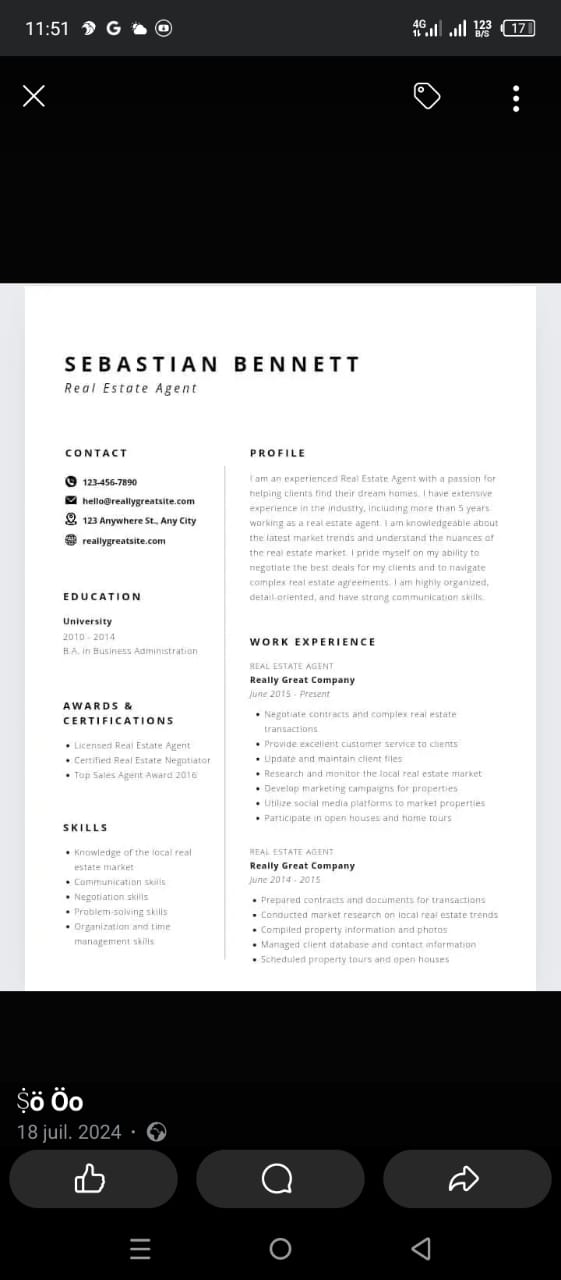 11:51
4G
123
B/S
17
SEBASTIAN BENNETT
Real Estate Agent
CONTACT
123-456-7890
hello@reallygreatsite.com
123 Anywhere St., Any City
reallygreatsite.com
EDUCATION
University
2010 - 2014
B.A. in Business Administration
AWARDS &
CERTIFICATIONS
• Licensed Real Estate Agent
• Certified Real Estate Negotiator
• Top Sales Agent Award 2016
SKILLS
• Knowledge of the local real
estate market
• Communication skills
• Negotiation skills
• Problem-solving skills
• Organization and time
management skills
PROFILE
I am an experienced Real Estate Agent with a passion for
helping clients find their dream homes. I have extensive
experience in the industry, including more than 5 years
working as a real estate agent. I am knowledgeable about
the latest market trends and understand the nuances of
the real estate market. I pride myself on my ability to
negotiate the best deals for my clients and to navigate
complex real estate agreements. I am highly organized,
detail-oriented, and have strong communication skills.
WORK EXPERIENCE
REAL ESTATE AGENT
Really Great Company
June 2015 - Present
• Negotiate contracts and complex real estate
transactions
• Provide excellent customer service to clients
• Update and maintain client files
• Research and monitor the local real estate market
• Develop marketing campaigns for properties
• Utilize social media platforms to market properties
• Participate in open houses and home tours
REAL ESTATE AGENT
Really Great Company
June 2014 - 2015
• Prepared contracts and documents for transactions
• Conducted market research on local real estate trends
• Compiled property information and photos
• Managed client database and contact information
• Scheduled property tours and open houses
Șö Öo
18 juil. 2024 ·